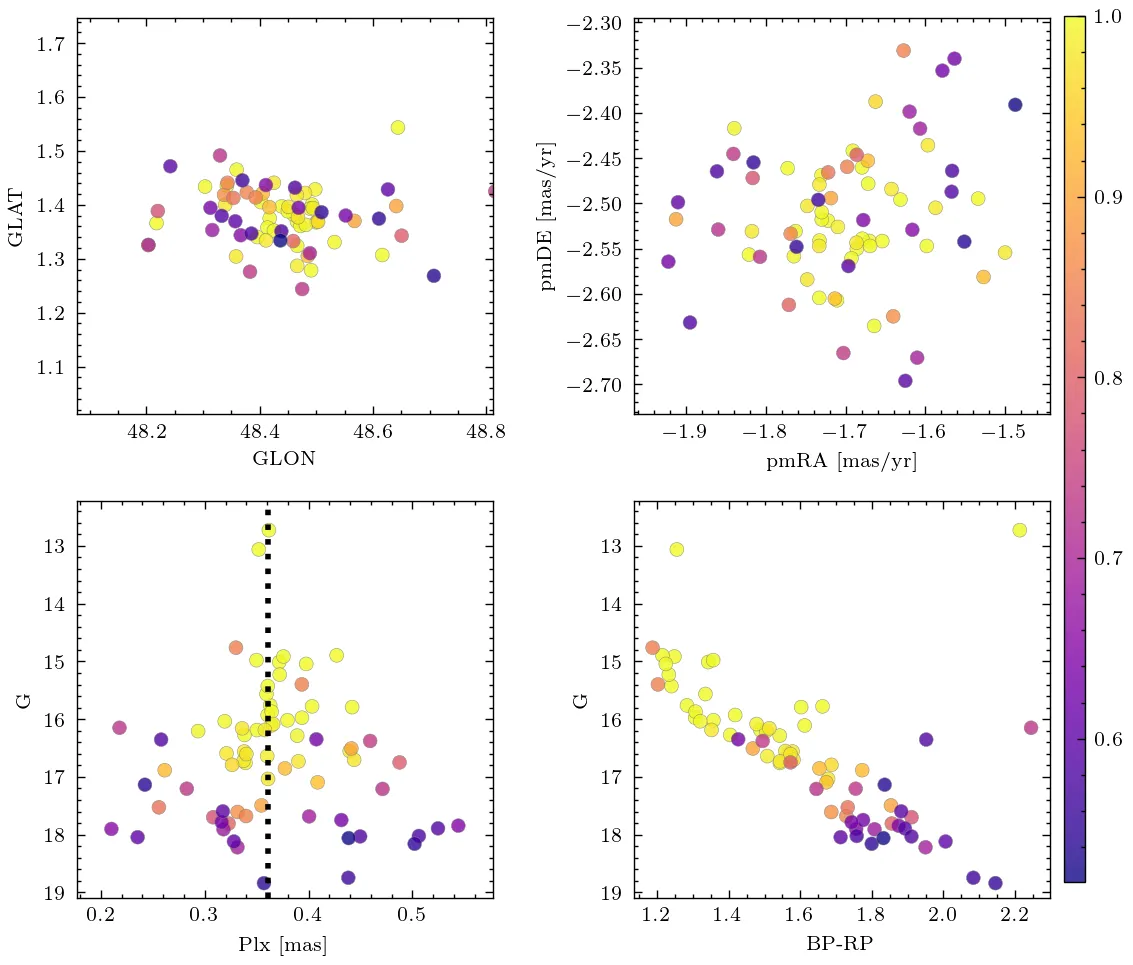 1.7
1.6
1.5
1.4
1.3
1.2
1.1
GLAT
48.2 48.4 48.6 48.8
GLON
−2.30
−2.35
−2.40
−2.45
−2.50
−2.55
−2.60
−2.65
−2.70
pmDE [mas/yr]
−1.9 −1.8 −1.7 −1.6 −1.5
pmRA [mas/yr]
1.0
0.9
0.8
0.7
0.6
13
14
15
16
17
18
19
G
0.2 0.3 0.4 0.5
Plx [mas]
13
14
15
16
17
18
19
G
1.2 1.4 1.6 1.8 2.0 2.2
BP-RP